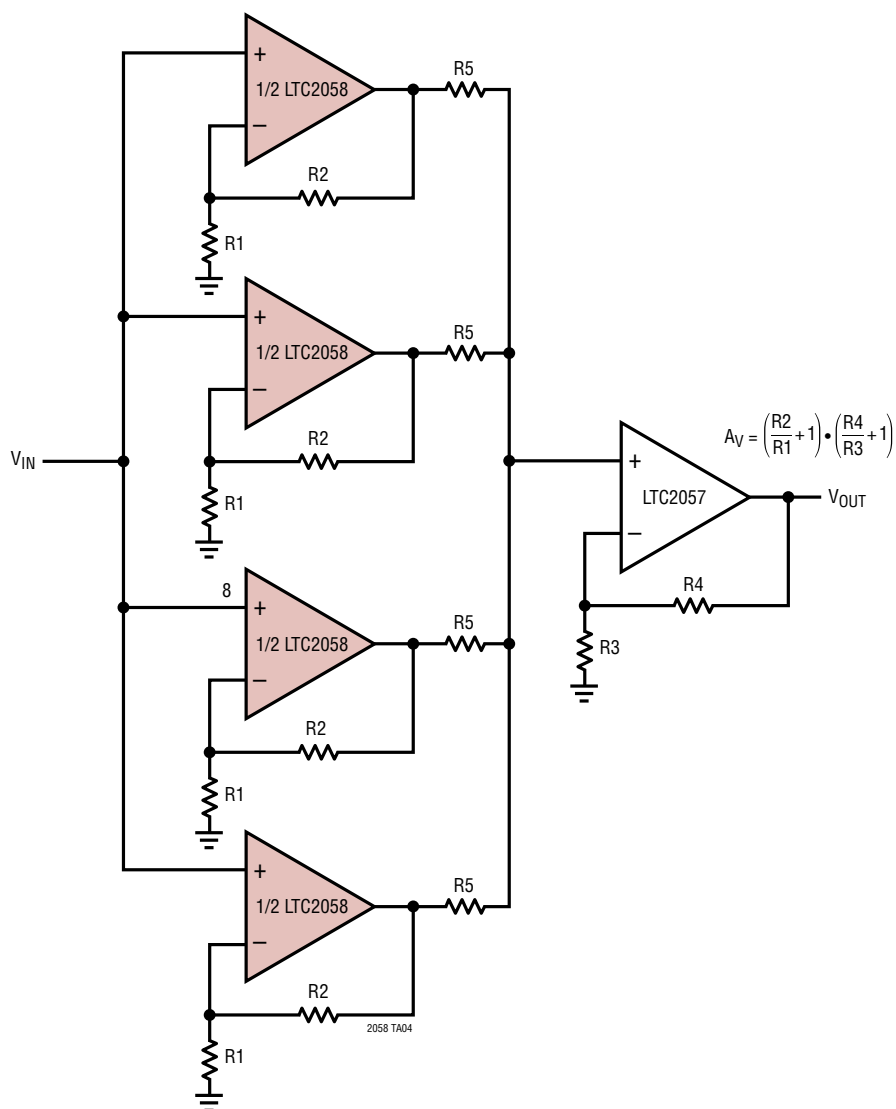 +
1/2 LTC2058
−
R5
R2
R1
+
1/2 LTC2058
−
R5
R2
R1
V_IN
8
+
1/2 LTC2058
−
R5
R2
R1
+
1/2 LTC2058
−
R5
R2
R1
2058 TA04
+
LTC2057
−
A_V = (R2/R1 + 1) • (R4/R3 + 1)
V_OUT
R4
R3